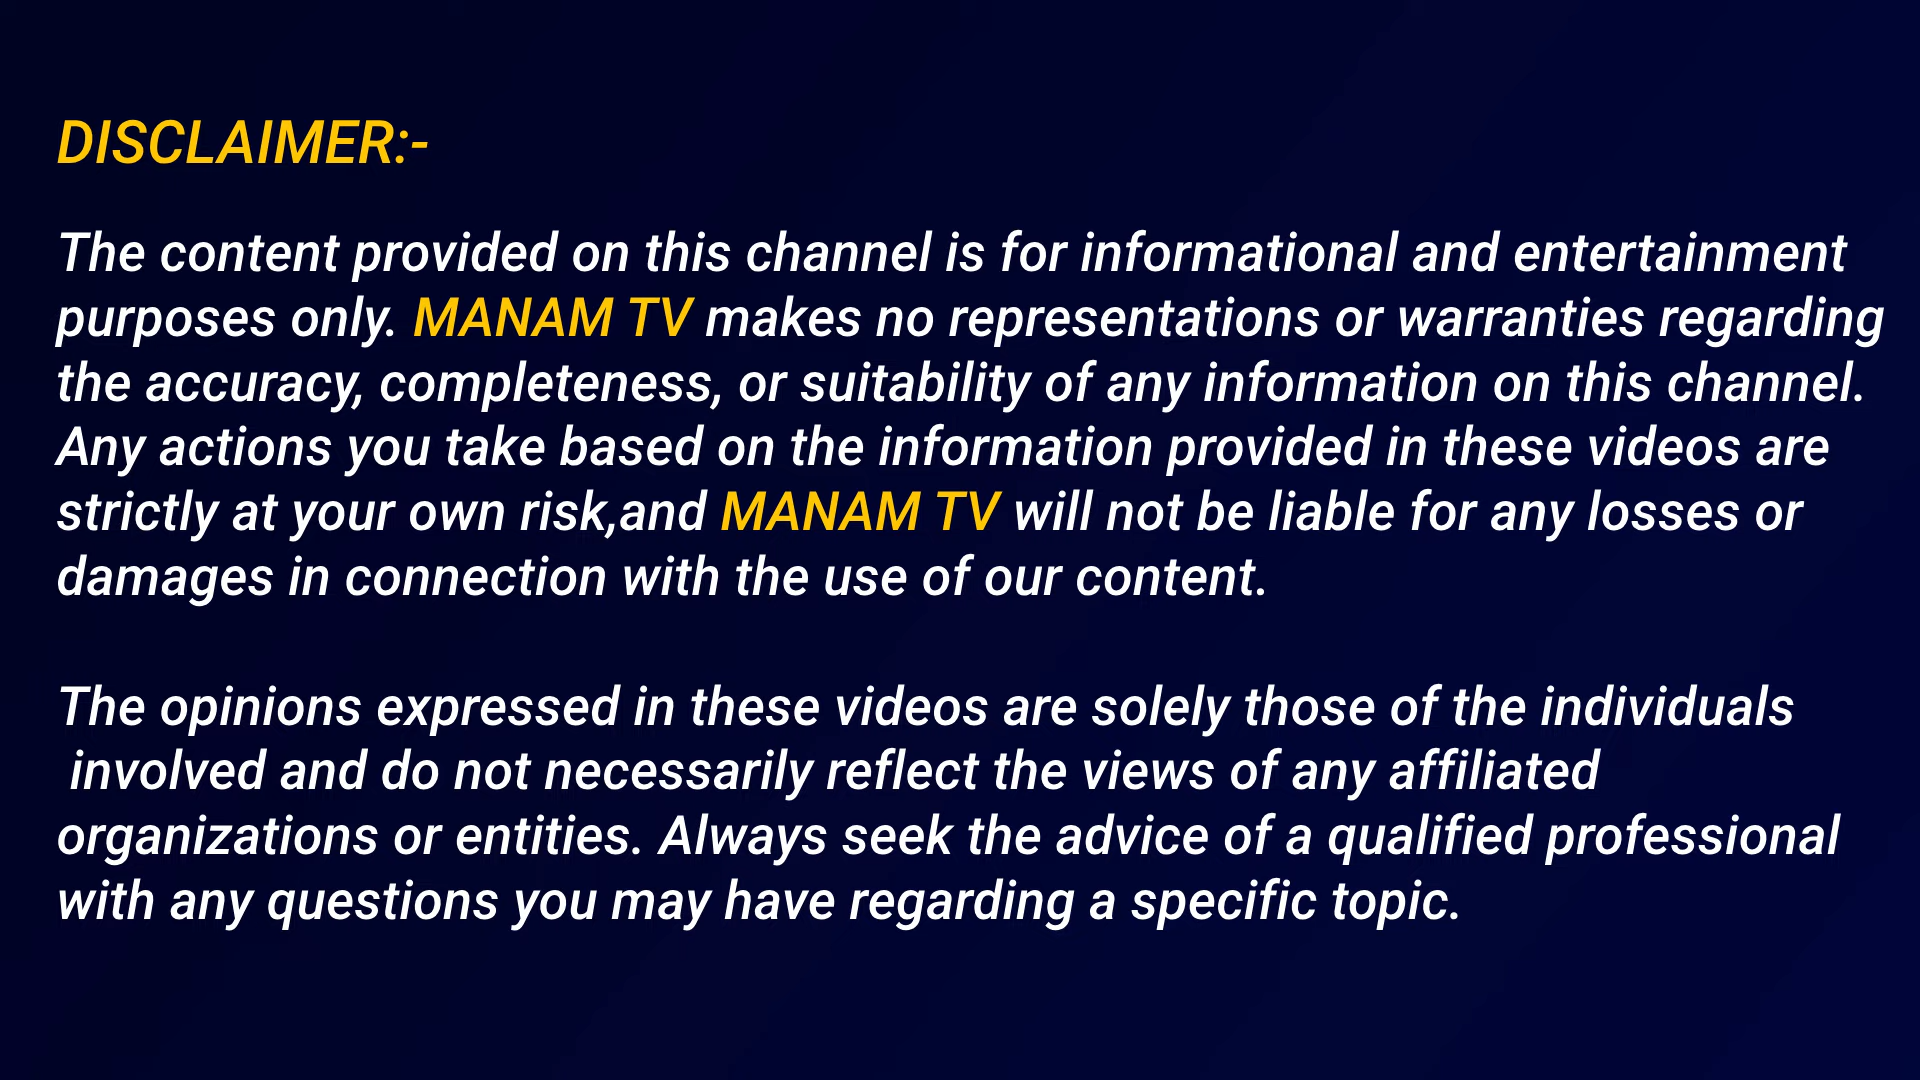 DISCLAIMER:-
The content provided on this channel is for informational and entertainment
purposes only. MANAM TV makes no representations or warranties regarding
the accuracy, completeness, or suitability of any information on this channel.
Any actions you take based on the information provided in these videos are
strictly at your own risk,and MANAM TV will not be liable for any losses or
damages in connection with the use of our content.
The opinions expressed in these videos are solely those of the individuals
involved and do not necessarily reflect the views of any affiliated
organizations or entities. Always seek the advice of a qualified professional
with any questions you may have regarding a specific topic.